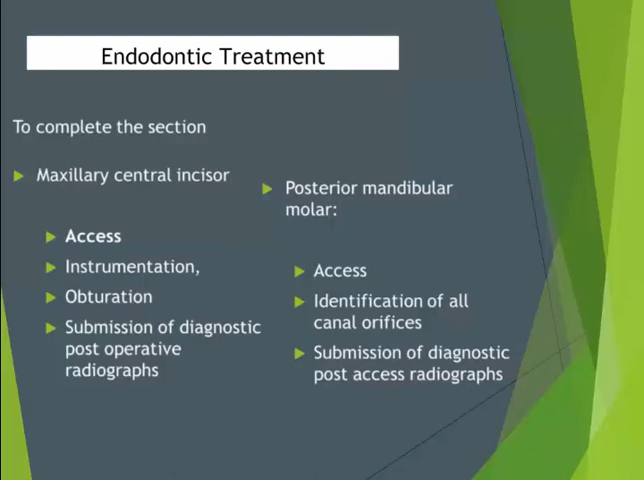 Endodontic Treatment
To complete the section
Maxillary central incisor
Access
Instrumentation,
Obturation
Submission of diagnostic
post operative
radiographs
Posterior mandibular
molar:
Access
Identification of all
canal orifices
Submission of diagnostic
post access radiographs